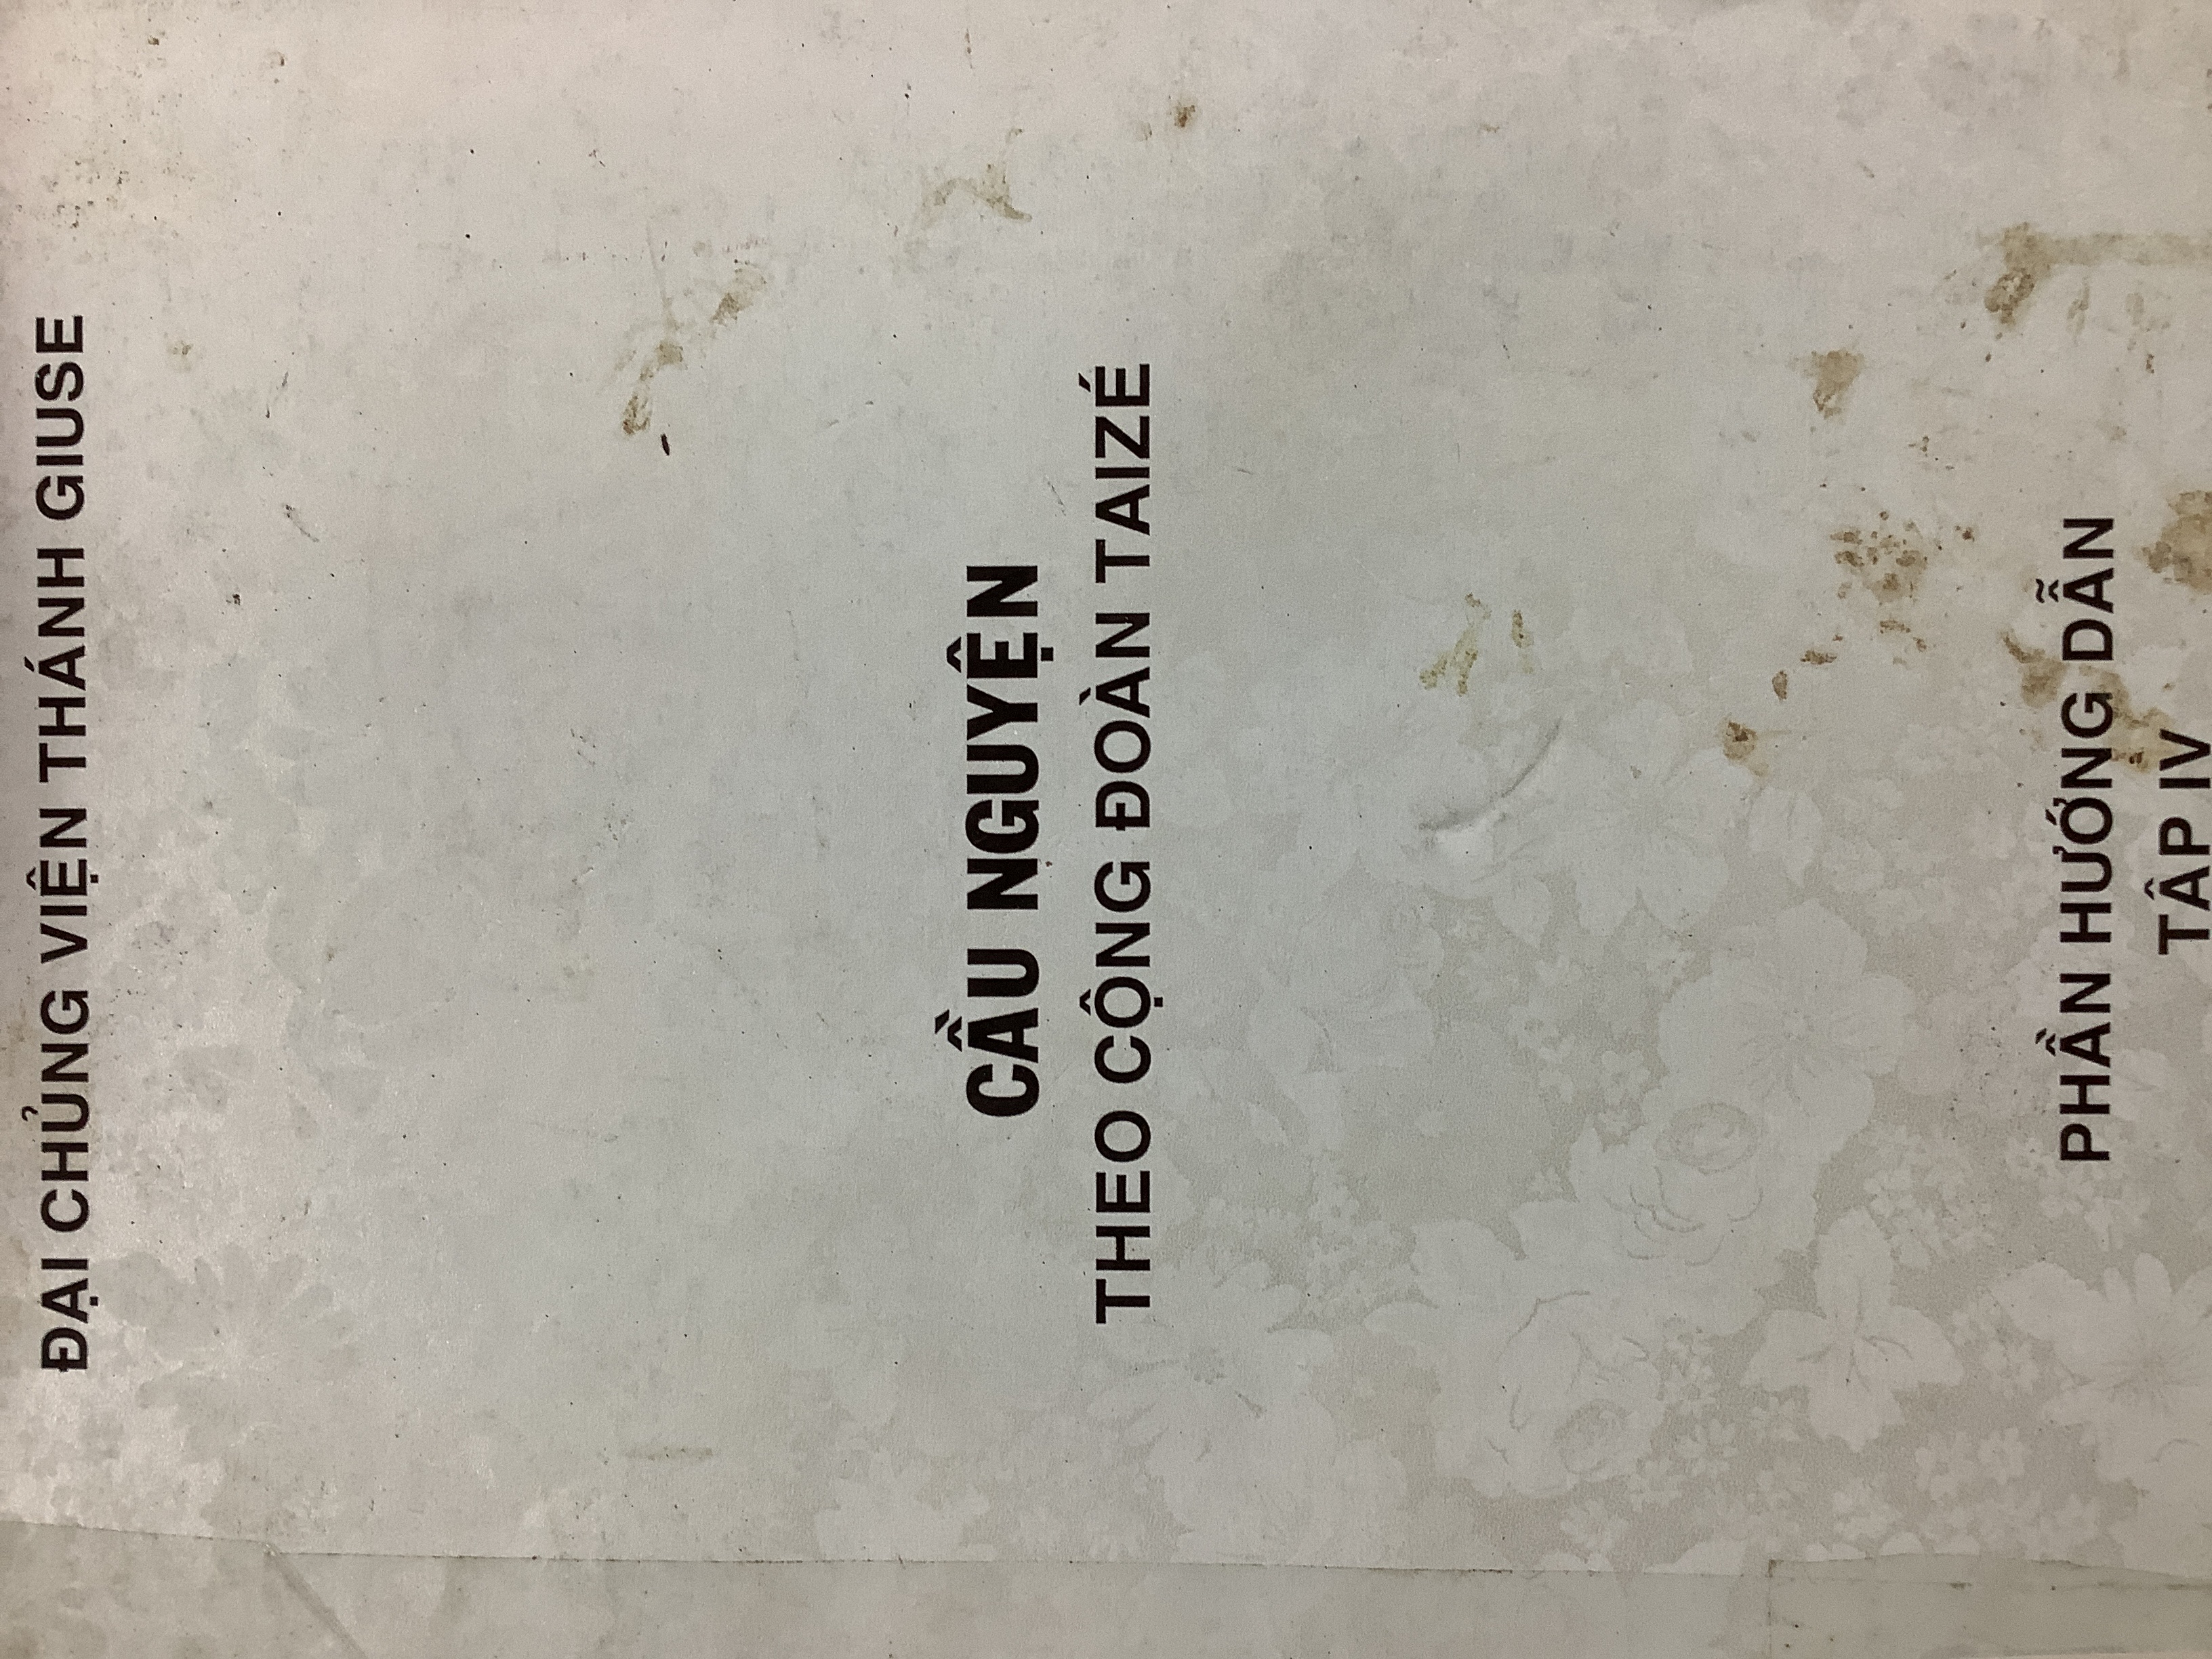 ĐẠI CHỦNG VIỆN THÁNH GIUSE
CẦU NGUYỆN
THEO CỘNG ĐOÀN TAIZÉ
PHẦN HƯỚNG DẪN
TẬP IV